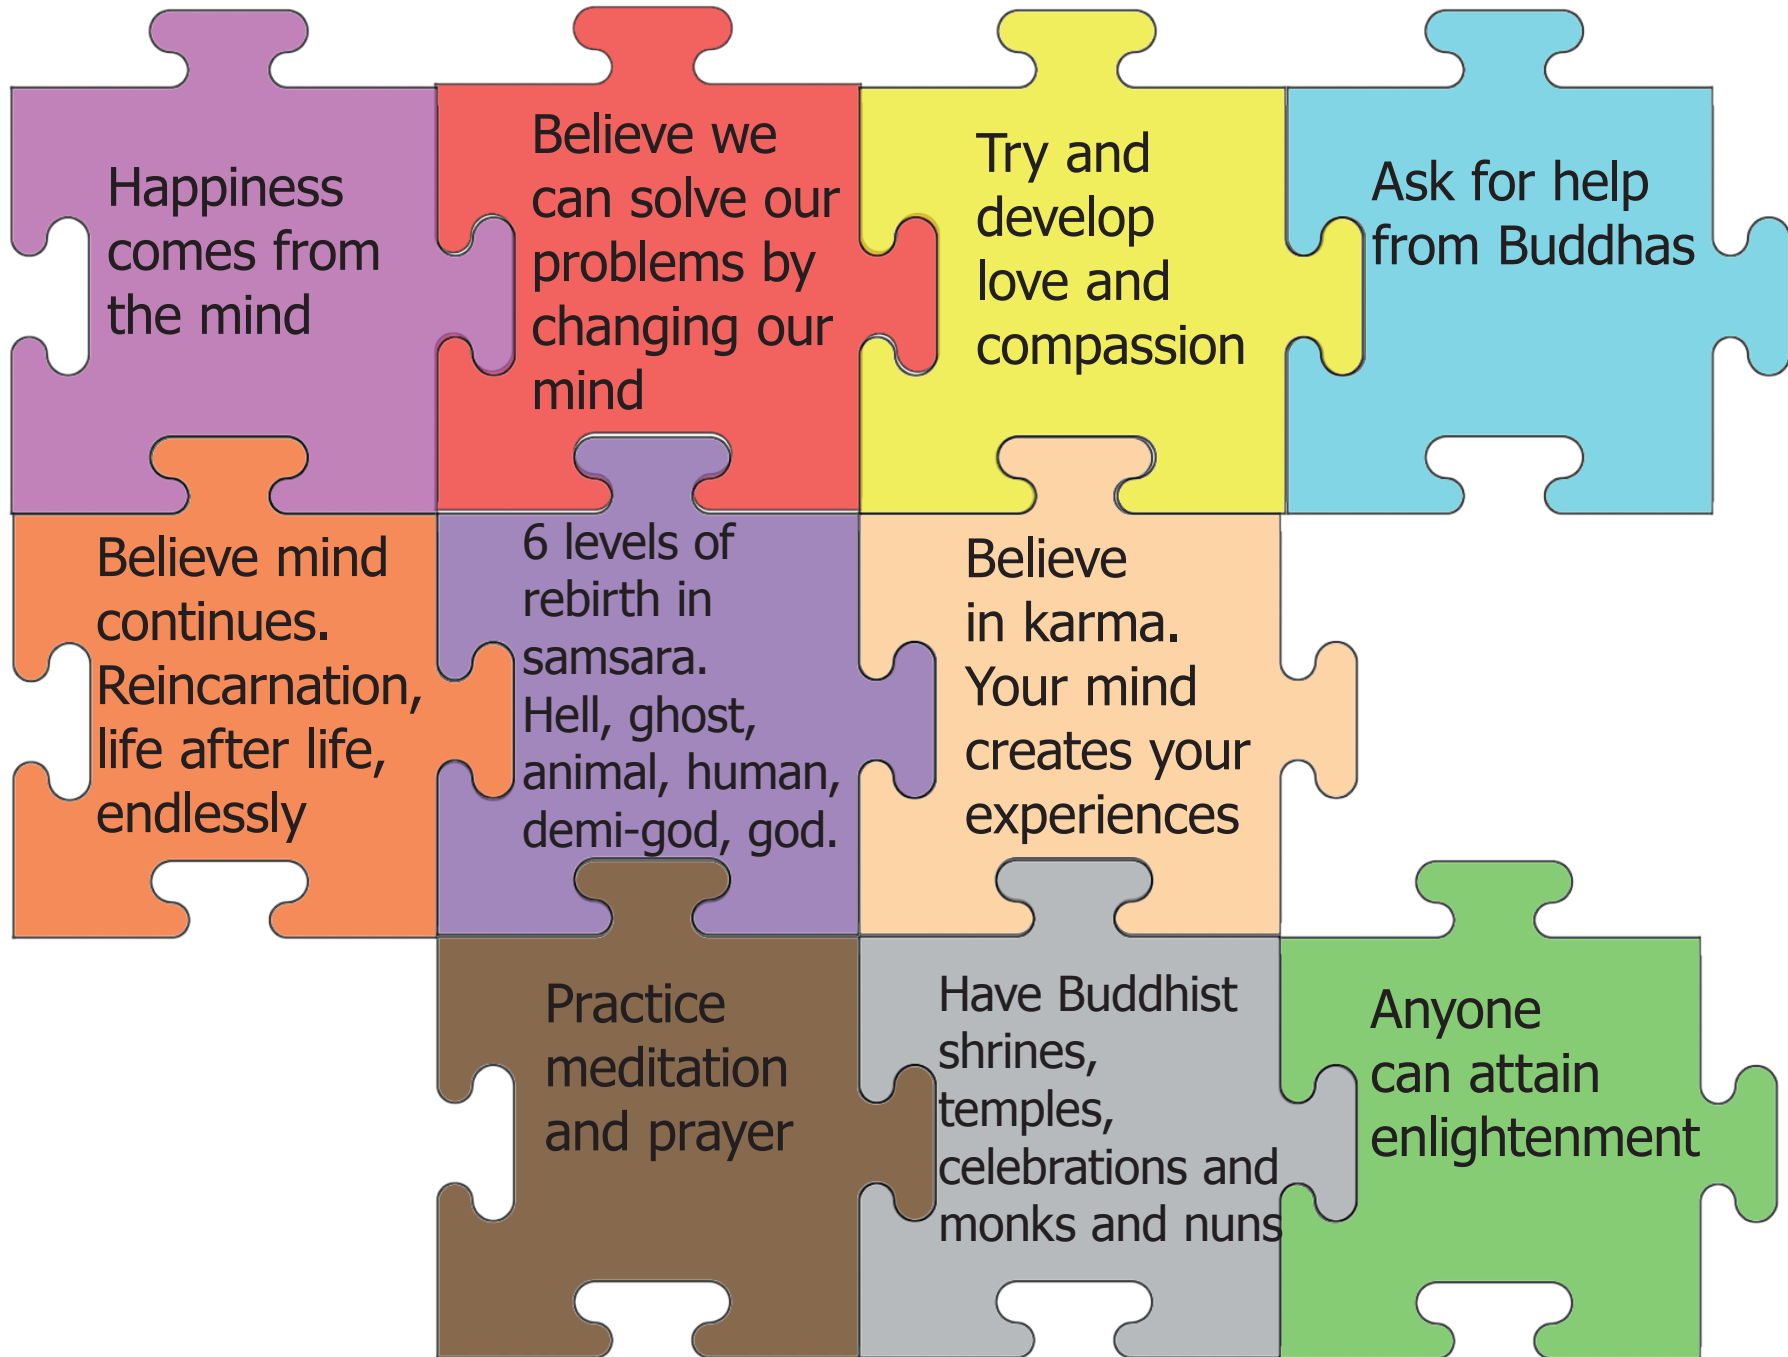 Happiness
comes from
the mind
Believe we
can solve our
problems by
changing our
mind
Try and
develop
love and
compassion
Ask for help
from Buddhas
Believe mind
continues.
Reincarnation,
life after life,
endlessly
6 levels of
rebirth in
samsara.
Hell, ghost,
animal, human,
demi-god, god.
Believe
in karma.
Your mind
creates your
experiences
Practice
meditation
and prayer
Have Buddhist
shrines,
temples,
celebrations and
monks and nuns
Anyone
can attain
enlightenment